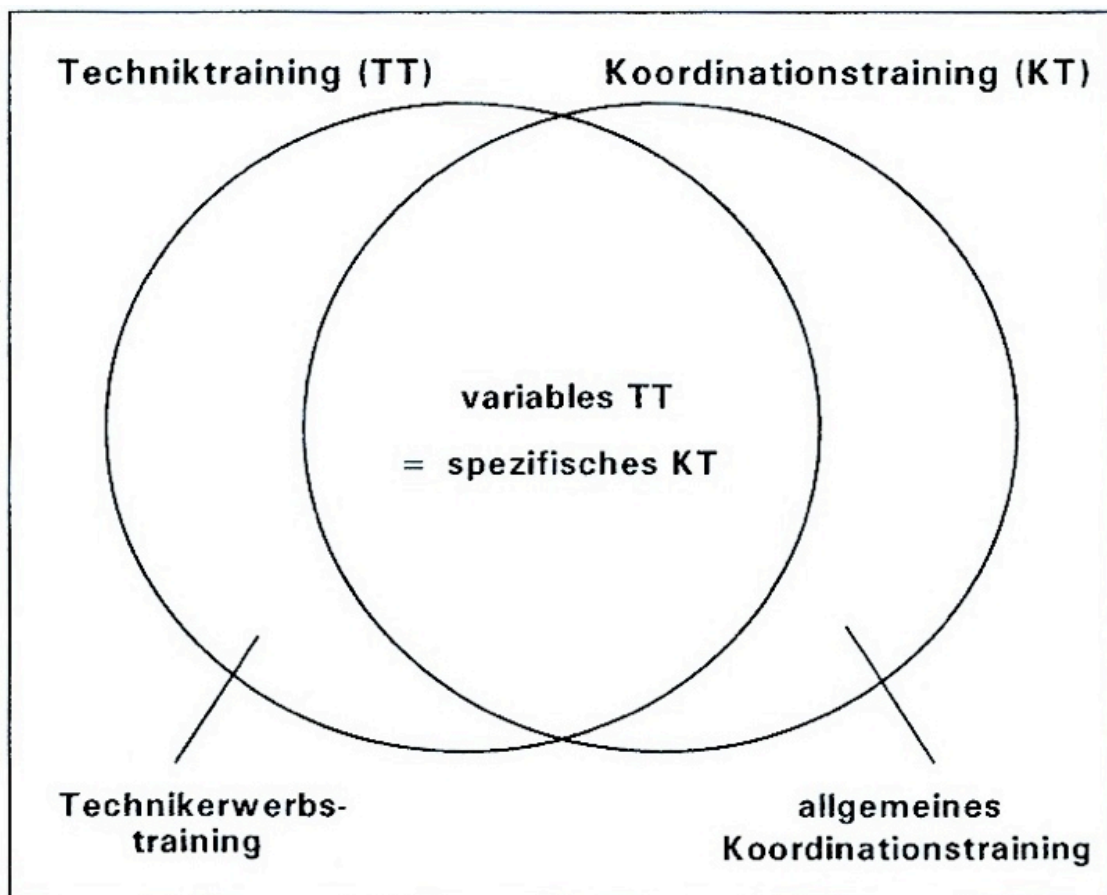 Techniktraining (TT)
Koordinationstraining (KT)
variables TT
= spezifisches KT
Technikerwerbs-
training
allgemeines
Koordinationstraining